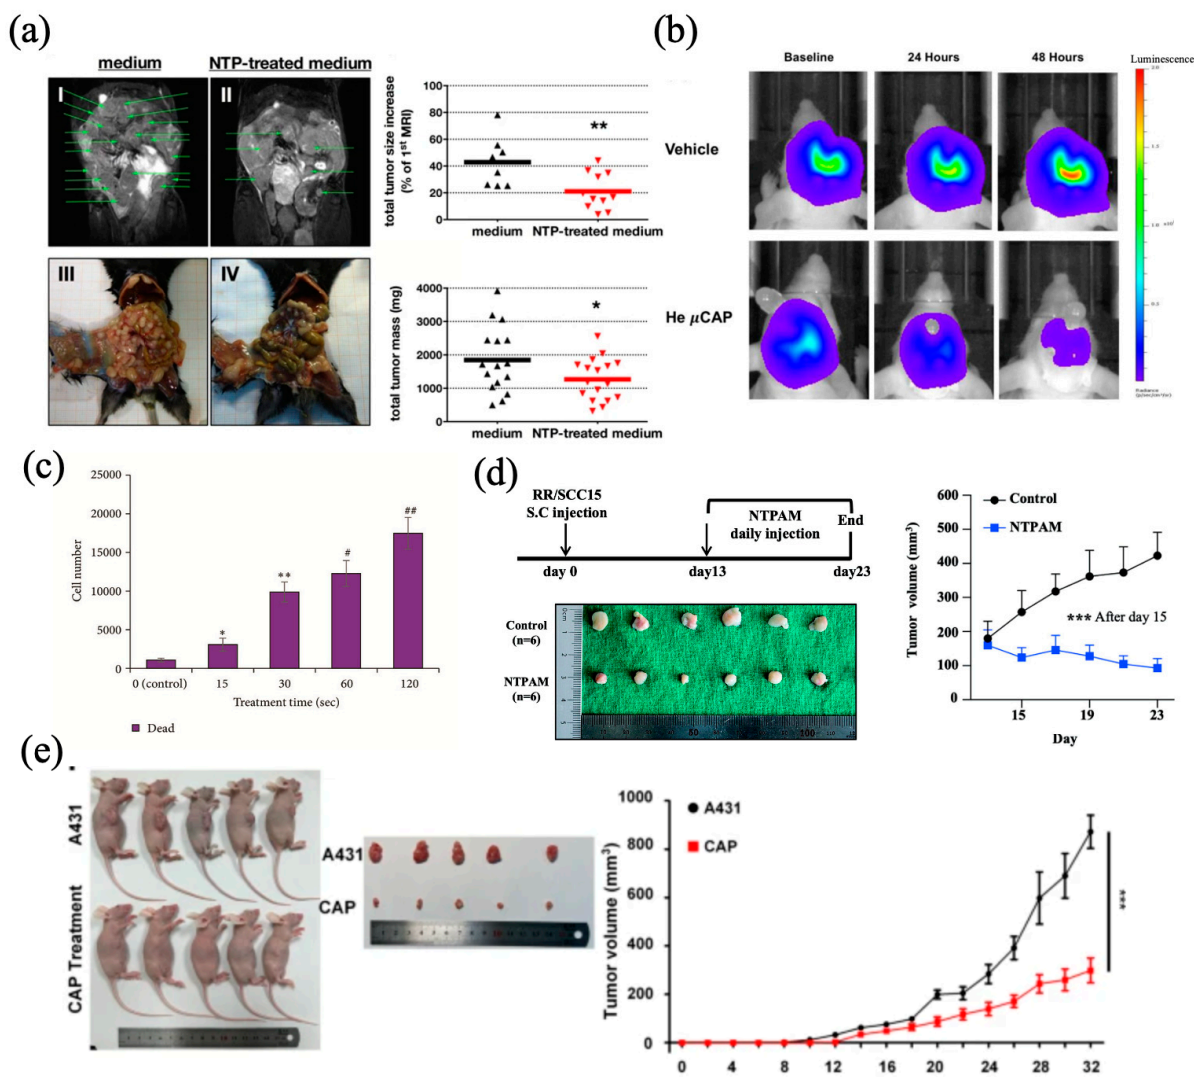 (a)
medium
NTP-treated medium
I
II
III
IV
total tumor size increase
(% of 1st MRI)
100
80
60
40
20
0
**
medium
NTP-treated medium
total tumor mass (mg)
4000
3000
2000
1000
0
*
medium
NTP-treated medium
(b)
Baseline
24 Hours
48 Hours
Luminescence
Vehicle
He μCAP
(c)
25000
20000
15000
10000
5000
0
Cell number
*
**
#
##
0 (control)
15
30
60
120
Treatment time (sec)
Dead
(d)
RR/SCC15
S.C injection
NTPAM
daily injection
End
day 0
day13
day23
Control
(n=6)
NTPAM
(n=6)
Tumor volume (mm³)
600
500
400
300
200
100
0
Control
NTPAM
*** After day 15
15
19
23
Day
(e)
A431
CAP Treatment
A431
CAP
Tumor volume (mm³)
1000
800
600
400
200
0
A431
CAP
***
0
4
8
12
16
20
24
28
32